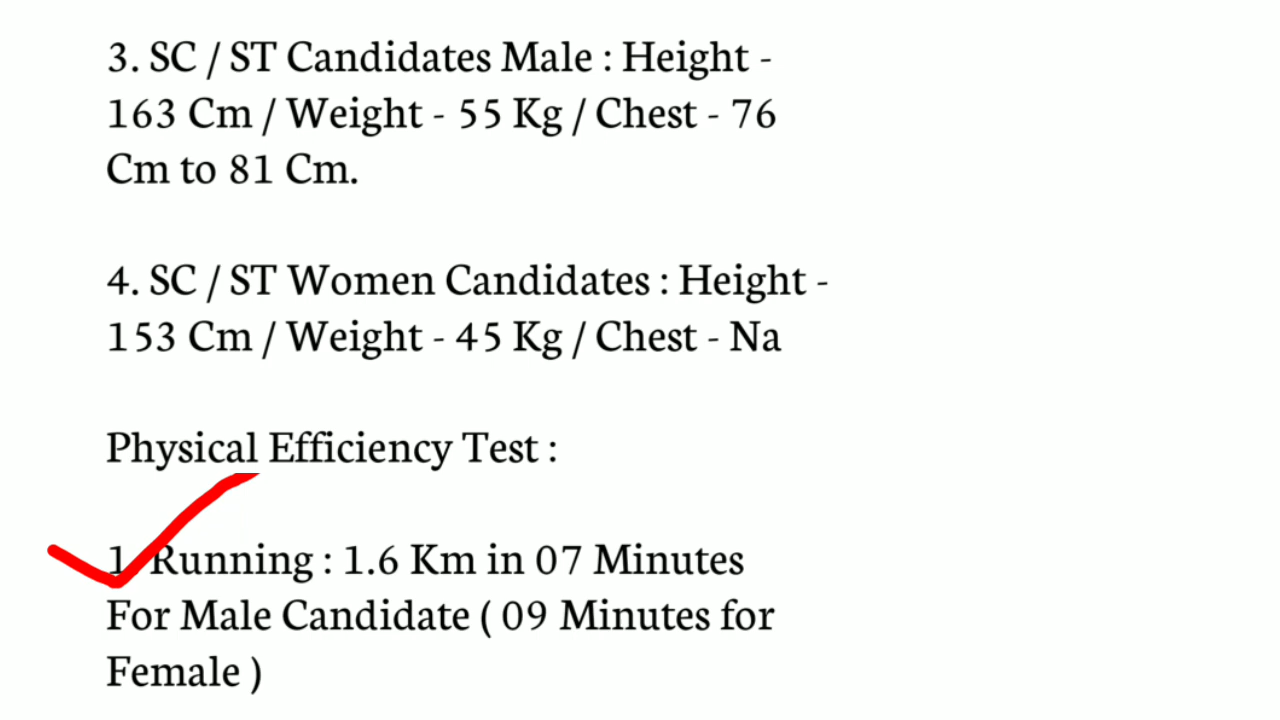 3. SC / ST Candidates Male : Height -
163 Cm / Weight - 55 Kg / Chest - 76
Cm to 81 Cm.
4. SC / ST Women Candidates : Height -
153 Cm / Weight - 45 Kg / Chest - Na
Physical Efficiency Test :
1. Running : 1.6 Km in 07 Minutes
For Male Candidate ( 09 Minutes for
Female )